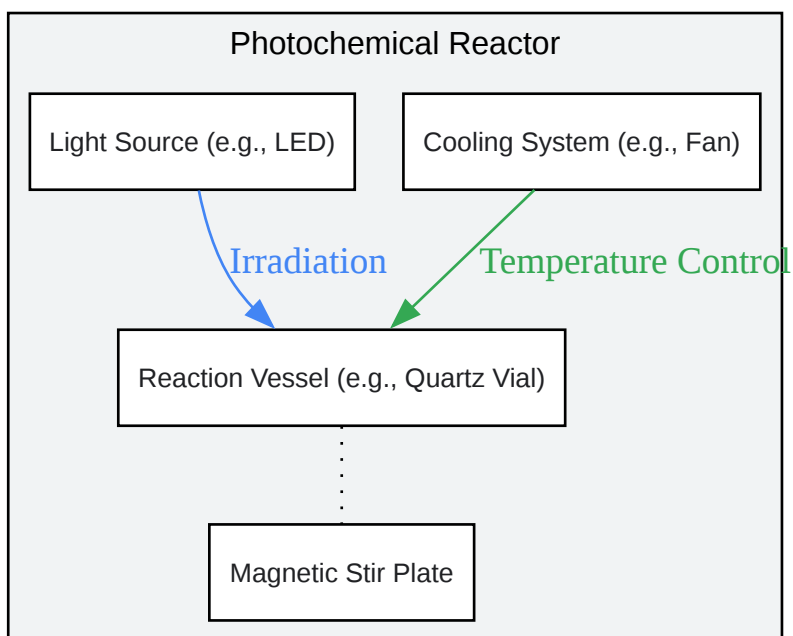 Photochemical Reactor
Light Source (e.g., LED)
Cooling System (e.g., Fan)
Irradiation
Temperature Control
Reaction Vessel (e.g., Quartz Vial)
Magnetic Stir Plate